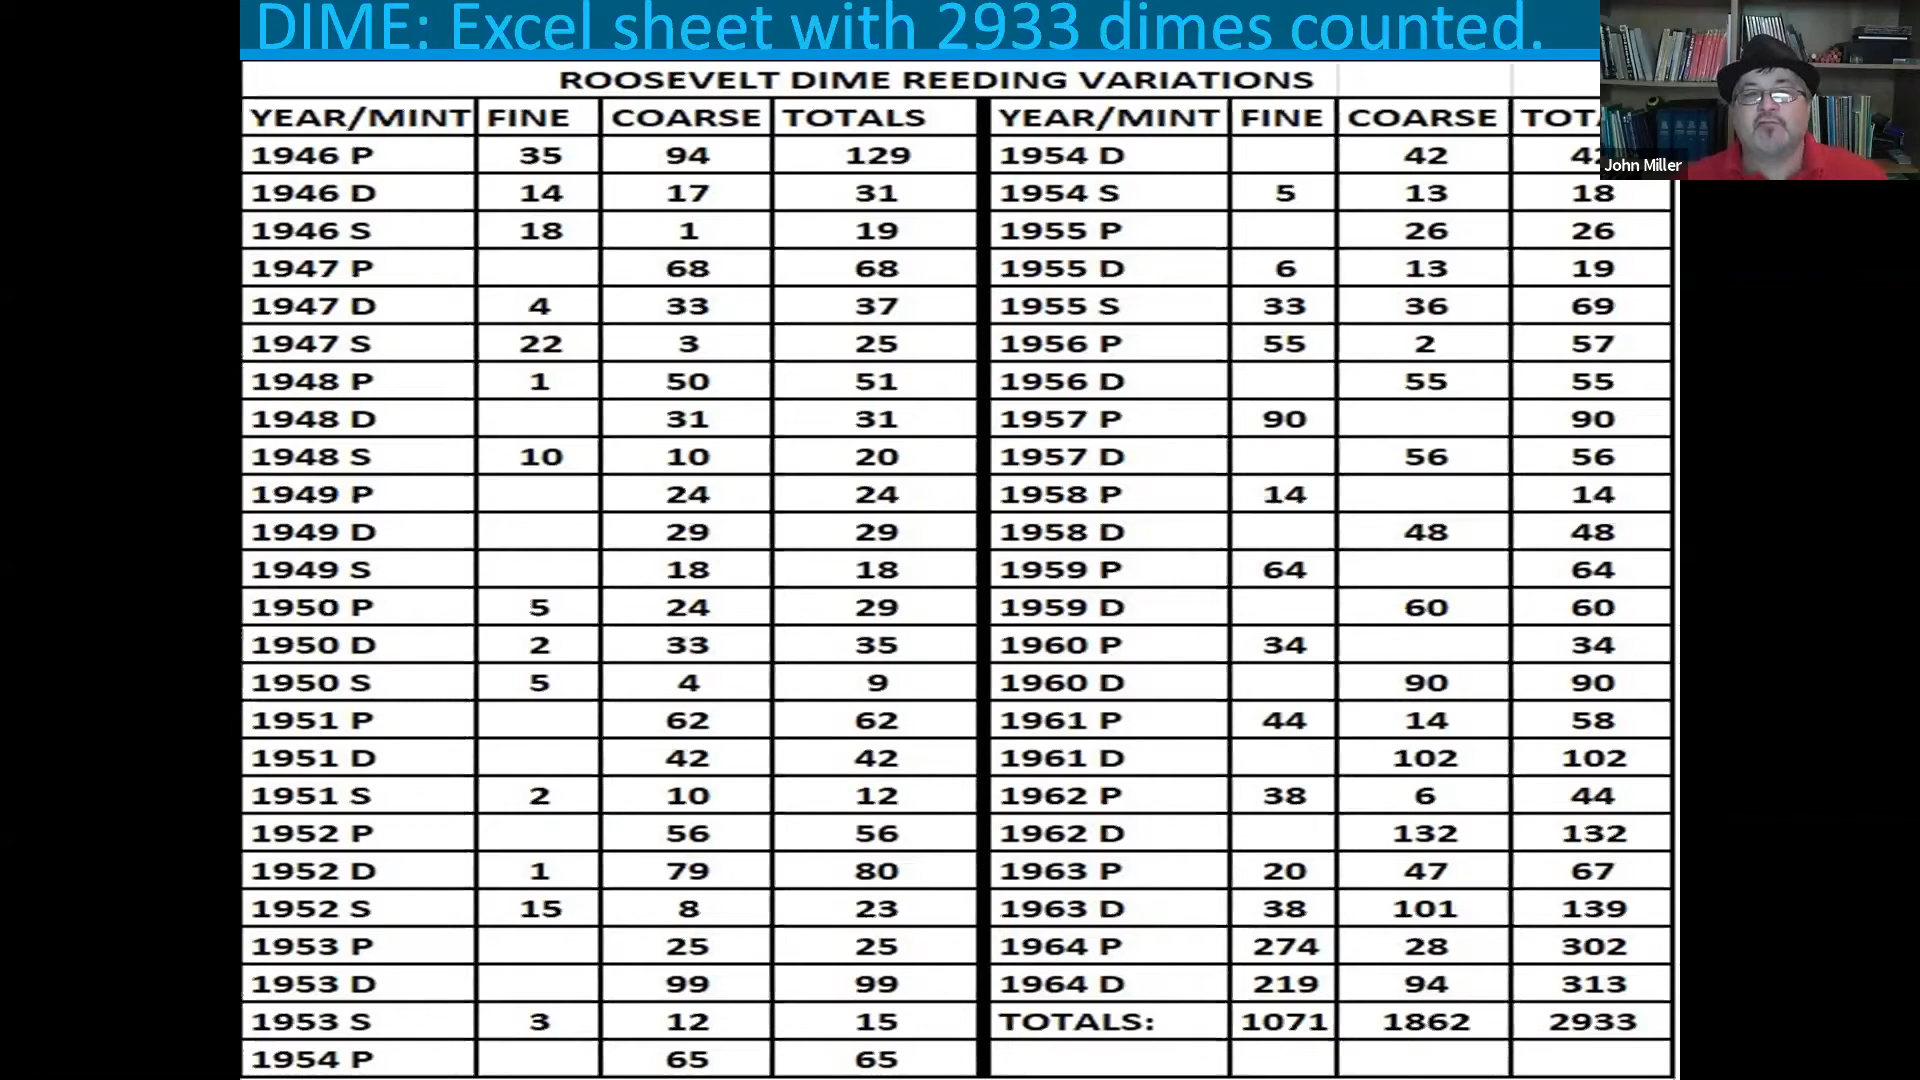 DIME: Excel sheet with 2933 dimes counted.
ROOSEVELT DIME REEDING VARIATIONS
YEAR/MINT FINE COARSE TOTALS YEAR/MINT FINE COARSE
1946 P 35 94 129 1954 D 42
John Miller
1946 D 14 17 31 1954 S 5 13 18
1946 S 18 1 19 1955 P 26 26
1947 P 68 68 1955 D 6 13 19
1947 D 4 33 37 1955 S 33 36 69
1947 S 22 3 25 1956 P 55 2 57
1948 P 1 50 51 1956 D 55 55
1948 D 31 31 1957 P 90 90
1948 S 10 10 20 1957 D 56 56
1949 P 24 24 1958 P 14 14
1949 D 29 29 1958 D 48 48
1949 S 18 18 1959 P 64 64
1950 P 5 24 29 1959 D 60 60
1950 D 2 33 35 1960 P 34 34
1950 S 5 4 9 1960 D 90 90
1951 P 62 62 1961 P 44 14 58
1951 D 42 42 1961 D 102 102
1951 S 2 10 12 1962 P 38 6 44
1952 P 56 56 1962 D 132 132
1952 D 1 79 80 1963 P 20 47 67
1952 S 15 8 23 1963 D 38 101 139
1953 P 25 25 1964 P 274 28 302
1953 D 99 99 1964 D 219 94 313
1953 S 3 12 15 TOTALS: 1071 1862 2933
1954 P 65 65